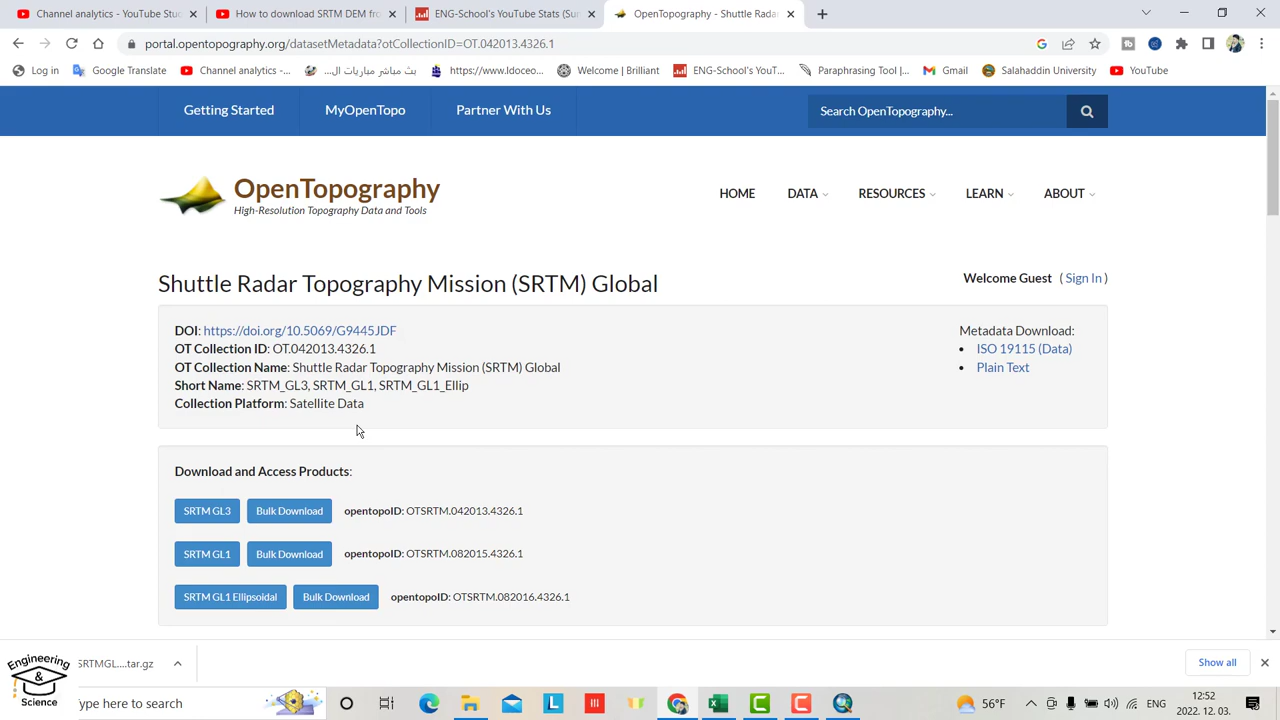 Channel analytics - YouTube Stu
How to download SRTM DEM fro
ENG-School's YouTube Stats (Sum
OpenTopography - Shuttle Radar
portal.opentopography.org/datasetMetadata?otCollectionID=OT.042013.4326.1
Log in
Google Translate
Channel Analytics -...
بث مباشر مباريات ال...
https://www.ldoceo...
Welcome | Brilliant
ENG-School's YouT...
Paraphrasing Tool |...
Gmail
Salahaddin University
YouTube
Getting Started
MyOpenTopo
Partner With Us
Search OpenTopography...
OpenTopography
High-Resolution Topography Data and Tools
HOME
DATA
RESOURCES
LEARN
ABOUT
Shuttle Radar Topography Mission (SRTM) Global
Welcome Guest ( Sign In )
DOI: https://doi.org/10.5069/G9445JDF
OT Collection ID: OT.042013.4326.1
OT Collection Name: Shuttle Radar Topography Mission (SRTM) Global
Short Name: SRTM_GL3, SRTM_GL1, SRTM_GL1_Ellip
Collection Platform: Satellite Data
Metadata Download:
• ISO 19115 (Data)
• Plain Text
Download and Access Products:
SRTM GL3 Bulk Download opentopoID: OTSRTM.042013.4326.1
SRTM GL1 Bulk Download opentopoID: OTSRTM.082015.4326.1
SRTM GL1 Ellipsoidal Bulk Download opentopoID: OTSRTM.082016.4326.1
SRTMGL....tar.gz
Show all
Engineering
&
Science
Type here to search
56°F
ENG
12:52
2022. 12. 03.